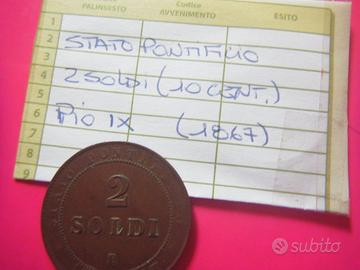 PALINSESTO Codice AVVENIMENTO ESITO
1
2 STATO PONTIFICIO
3
4 2 SOLDI (10 CENT.)
5
6 PIO IX (1867)
7
8
9
2
SOLDI
R
subito